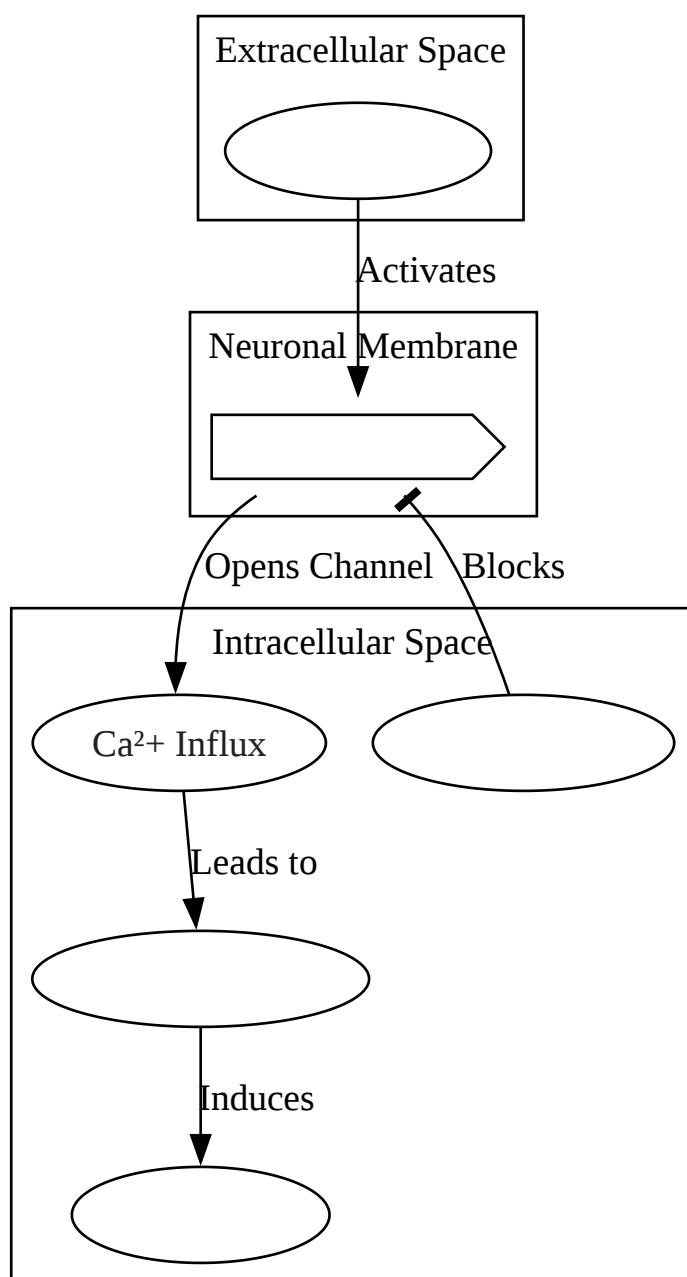 Extracellular Space
Activates
Neuronal Membrane
Opens Channel
Blocks
Intracellular Space
Ca²+ Influx
Leads to
Induces